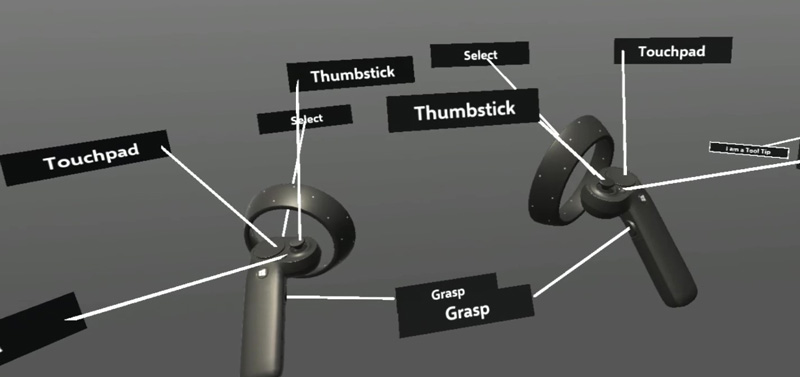 Select
Touchpad
Thumbstick
Select
Thumbstick
Touchpad
I am a Tool Tip
Grasp
Grasp